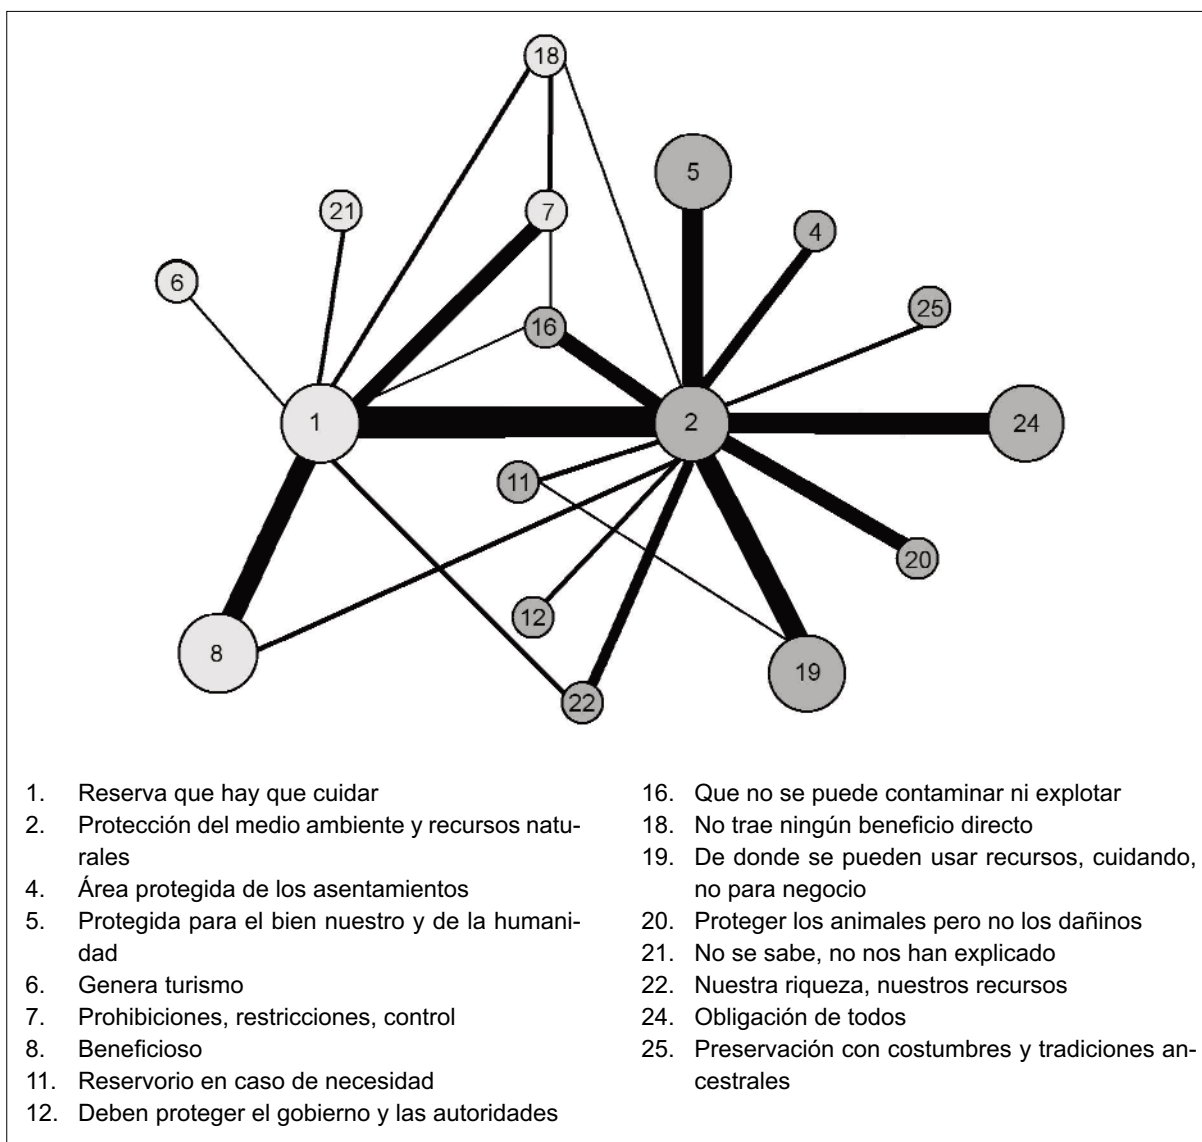 18
5
21
7
4
6
25
16
1
2
24
11
20
12
8
19
22
1. Reserva que hay que cuidar
2. Protección del medio ambiente y recursos natu-
rales
4. Área protegida de los asentamientos
5. Protegida para el bien nuestro y de la humani-
dad
6. Genera turismo
7. Prohibiciones, restricciones, control
8. Beneficioso
11. Reservorio en caso de necesidad
12. Deben proteger el gobierno y las autoridades
16. Que no se puede contaminar ni explotar
18. No trae ningún beneficio directo
19. De donde se pueden usar recursos, cuidando,
no para negocio
20. Proteger los animales pero no los dañinos
21. No se sabe, no nos han explicado
22. Nuestra riqueza, nuestros recursos
24. Obligación de todos
25. Preservación con costumbres y tradiciones an-
cestrales